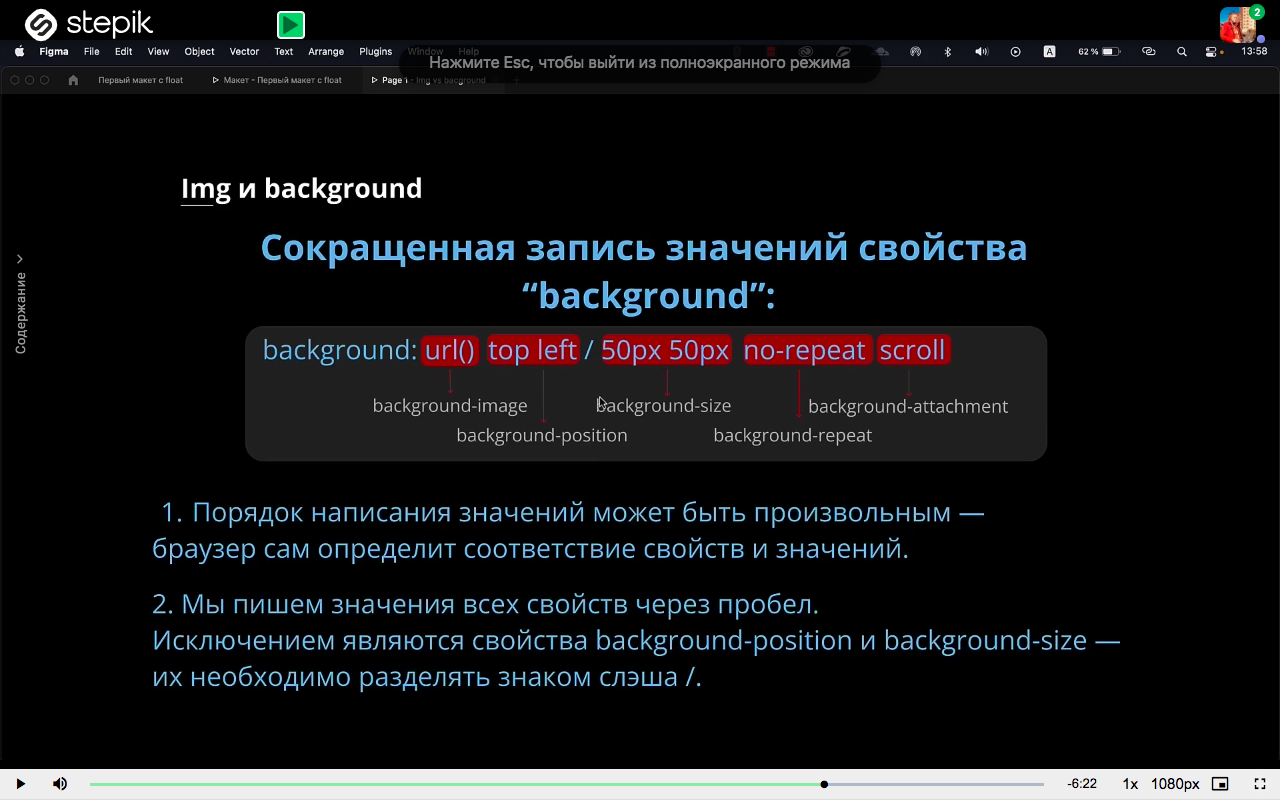 stepik
2
Figma File Edit View Object Vector Text Arrange Plugins Window Help 62 % 13:58
Нажмите Esc, чтобы выйти из полноэкранного режима
Первый макет с float Макет - Первый макет с float Page 1 - Img vs bacground
Img и background
Сокращенная запись значений свойства
“background”:
background: url() top left / 50px 50px no-repeat scroll
background-image background-size background-attachment
background-position background-repeat
Содержание
1. Порядок написания значений может быть произвольным —
браузер сам определит соответствие свойств и значений.
2. Мы пишем значения всех свойств через пробел.
Исключением являются свойства background-position и background-size —
их необходимо разделять знаком слэша /.
-6:22 1x 1080px